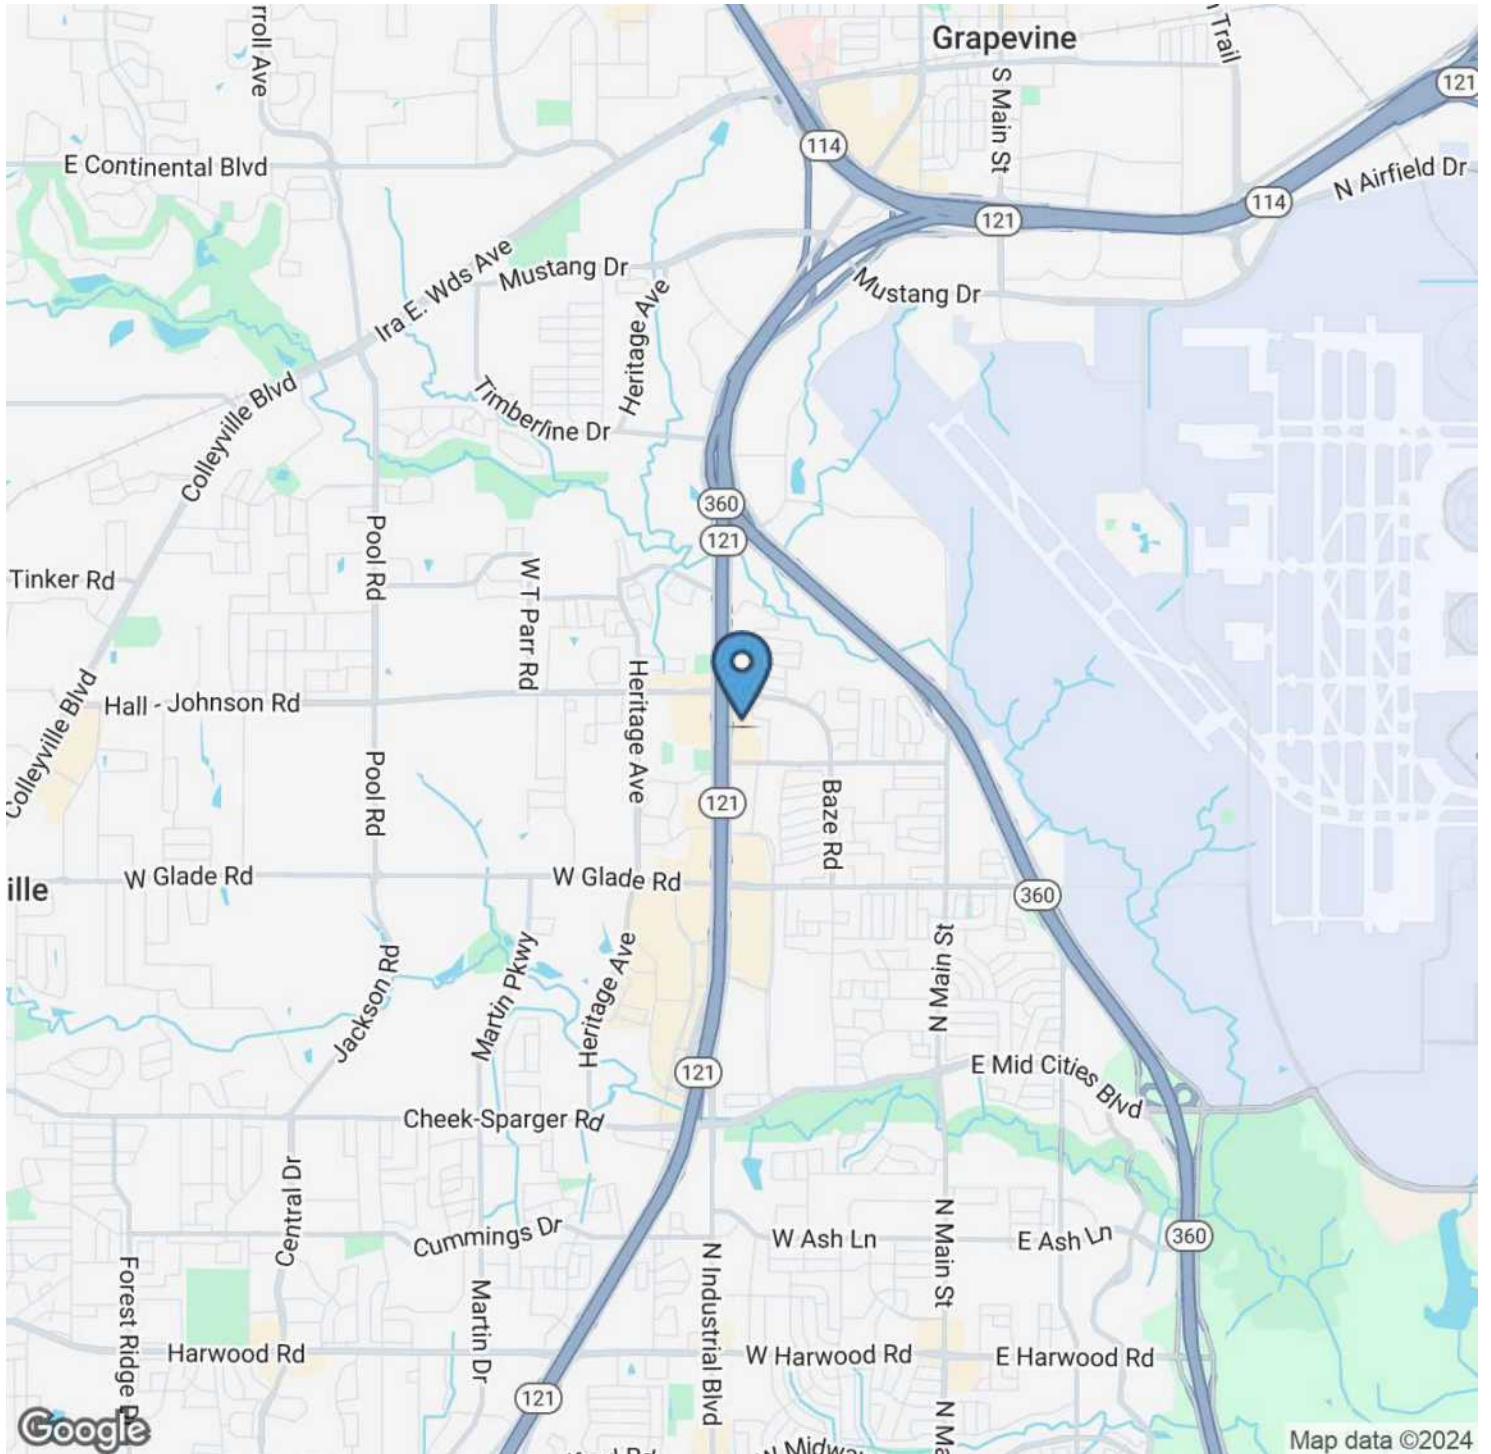 rroll Ave
Grapevine
Trail
121
S Main St
114
E Continental Blvd
N Airfield Dr
114
121
Mustang Dr
Ira E. Wds Ave
Mustang Dr
Heritage Ave
Colleyville Blvd
Timberline Dr
360
121
Pool Rd
W T Parr Rd
Tinker Rd
Heritage Ave
Hall - Johnson Rd
Colleyville Blvd
Pool Rd
121
Baze Rd
W Glade Rd
W Glade Rd
ille
360
N Main St
Jackson Rd
Martin Pkwy
Heritage Ave
121
E Mid Cities Blvd
Cheek-Sparger Rd
Central Dr
Cummings Dr
W Ash Ln
N Main St
E Ash Ln
360
Forest Ridge D
Martin Dr
N Industrial Blvd
Harwood Rd
W Harwood Rd
E Harwood Rd
121
N Ma
Google
Map data ©2024